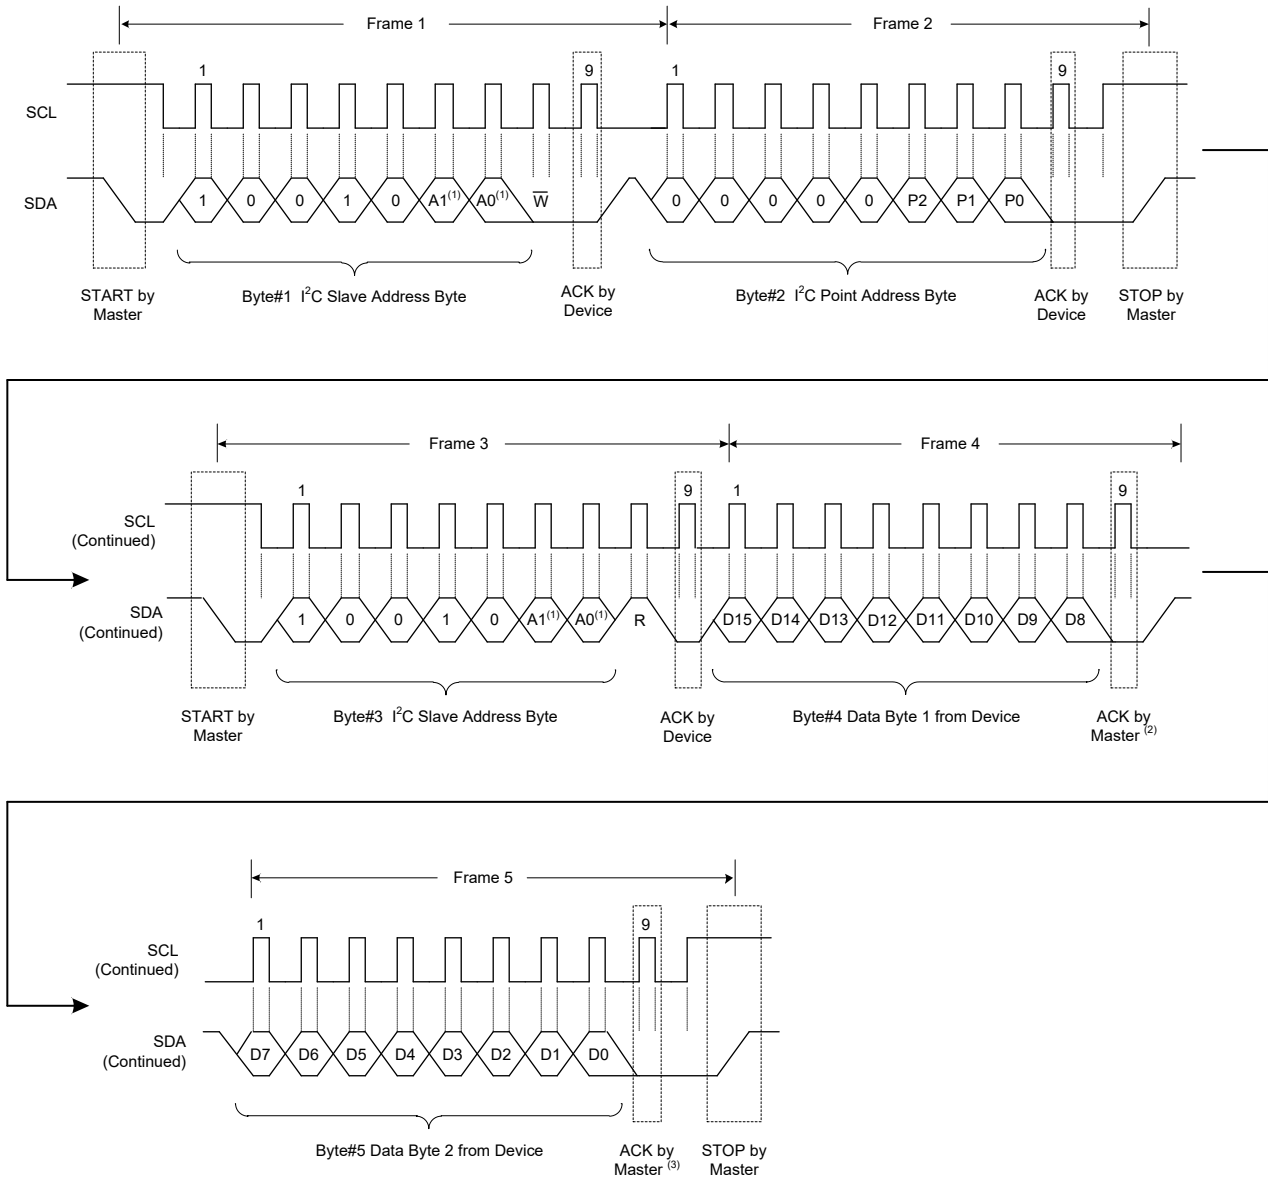 Frame 1 Frame 2
1 9 1 9
SCL
SDA 1 0 0 1 0 A1(1) A0(1) W̅ 0 0 0 0 0 P2 P1 P0
START by
Master
Byte#1 I²C Slave Address Byte
ACK by
Device
Byte#2 I²C Point Address Byte
ACK by
Device
STOP by
Master
Frame 3 Frame 4
1 9 1 9
SCL
(Continued)
SDA
(Continued)
1 0 0 1 0 A1(1) A0(1) R D15 D14 D13 D12 D11 D10 D9 D8
START by
Master
Byte#3 I²C Slave Address Byte
ACK by
Device
Byte#4 Data Byte 1 from Device
ACK by
Master (2)
Frame 5
1 9
SCL
(Continued)
SDA
(Continued)
D7 D6 D5 D4 D3 D2 D1 D0
Byte#5 Data Byte 2 from Device
ACK by
Master (3)
STOP by
Master